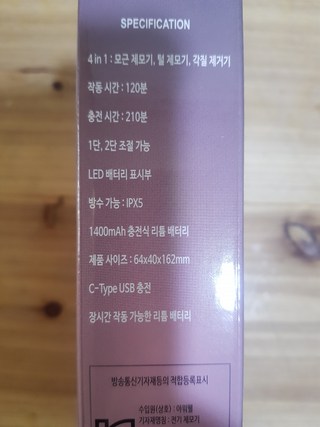 SPECIFICATION
4 in 1 : 모근 제모기, 털 제모기, 각질 제거기
작동 시간 : 120분
충전 시간 : 210분
1단, 2단 조절 가능
LED 배터리 표시부
방수 기능 : IPX5
1400mAh 충전식 리튬 배터리
제품 사이즈 : 64x40x162mm
C-Type USB 충전
장시간 작동 가능한 리튬 배터리
방송통신기자재등의 적합등록표시
수입원(상호) : 마워웰
기자재명칭 : 전기 제모기